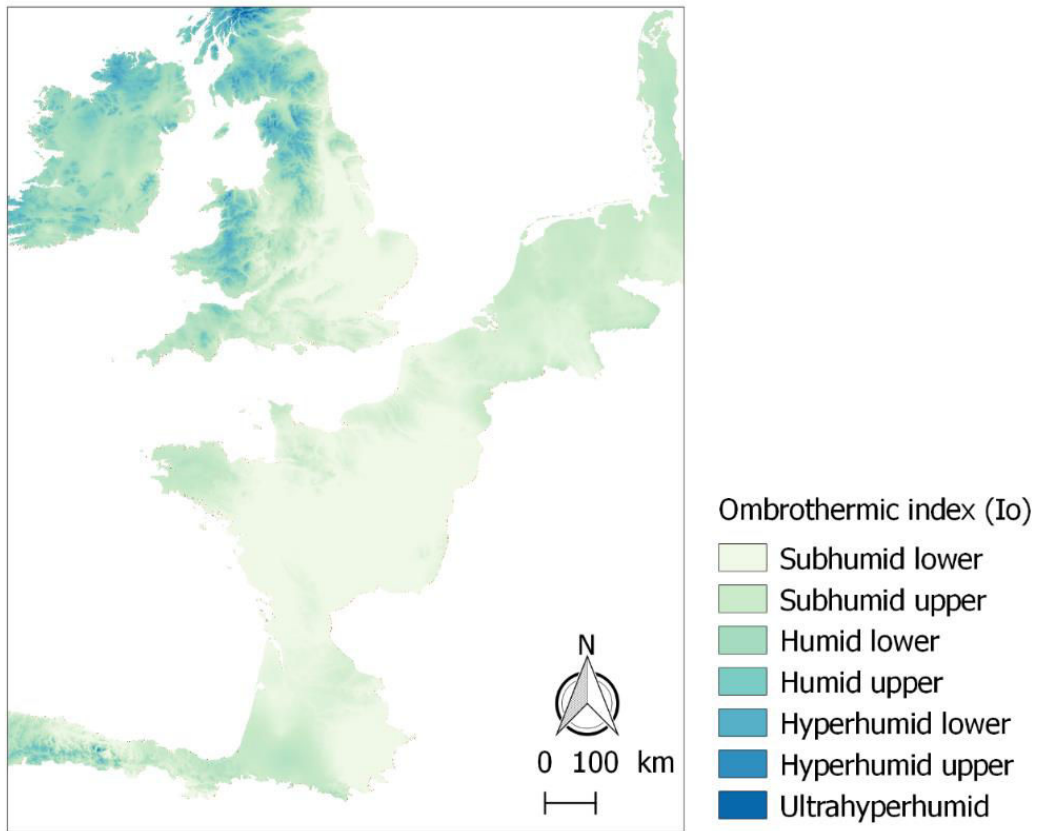 Ombrothermic index (Io)
Subhumid lower
Subhumid upper
Humid lower
Humid upper
Hyperhumid lower
Hyperhumid upper
Ultrahyperhumid
N
0 100 km